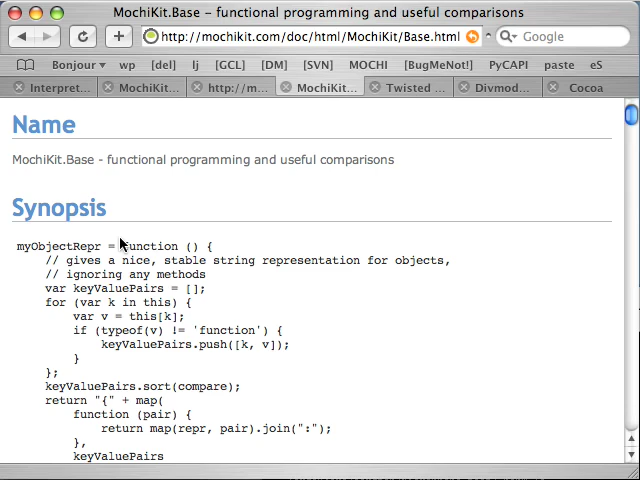 MochiKit.Base – functional programming and useful comparisons
http://mochikit.com/doc/html/MochiKit/Base.html
Google
Bonjour wp [del] lj [GCL] [DM] [SVN] MOCHI [BugMeNot!] PyCAPI paste eS
Interpret... MochiKit... http://m... MochiKit... Twisted ... Divmod... Cocoa
Name
MochiKit.Base - functional programming and useful comparisons
Synopsis
myObjectRepr = function () {
// gives a nice, stable string representation for objects,
// ignoring any methods
var keyValuePairs = [];
for (var k in this) {
var v = this[k];
if (typeof(v) != 'function') {
keyValuePairs.push([k, v]);
}
};
keyValuePairs.sort(compare);
return "{" + map(
function (pair) {
return map(repr, pair).join(":");
},
keyValuePairs